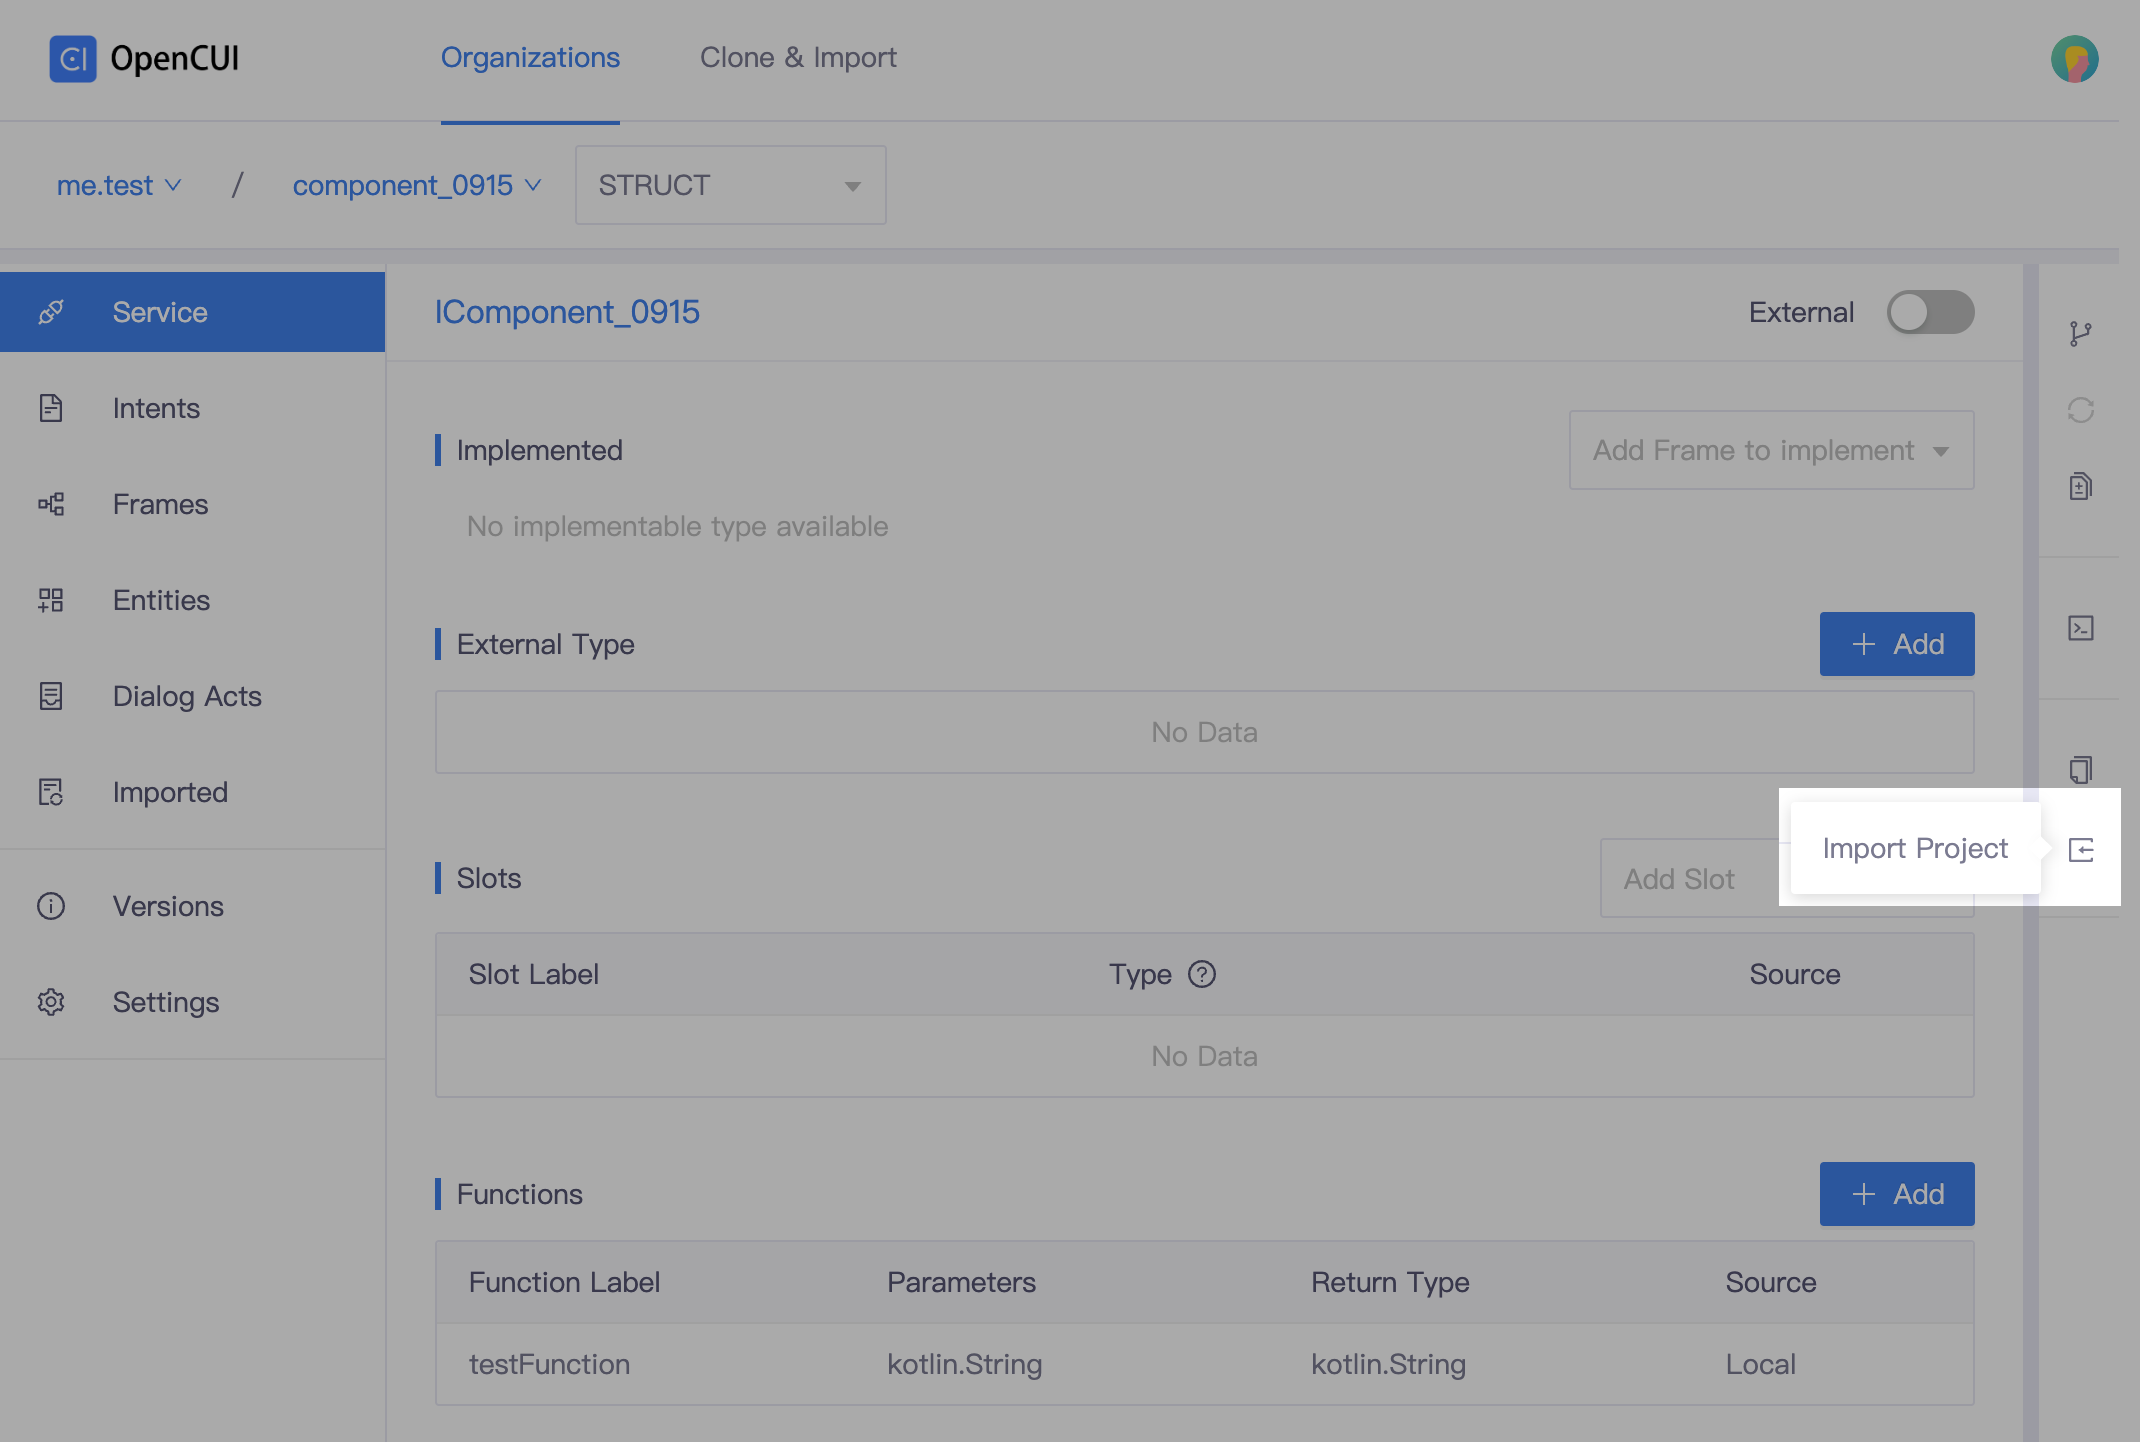 CI OpenCUI Organizations Clone & Import
me.test / component_0915 STRUCT
Service
IComponent_0915 External
Intents
Implemented Add Frame to implement
Frames
No implementable type available
Entities
External Type + Add
Dialog Acts
No Data
Imported
Import Project
Slots Add Slot
Versions
Slot Label Type ? Source
Settings
No Data
Functions + Add
Function Label Parameters Return Type Source
testFunction kotlin.String kotlin.String Local